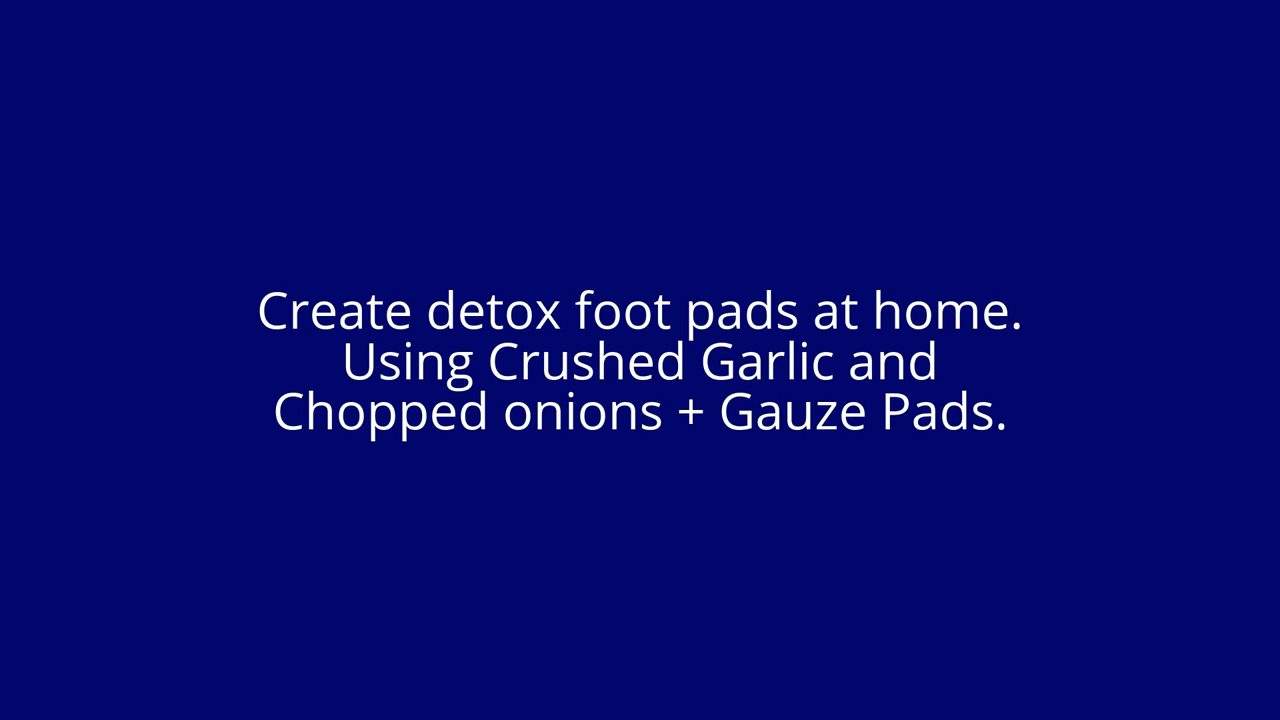 Create detox foot pads at home.
Using Crushed Garlic and
Chopped onions + Gauze Pads.